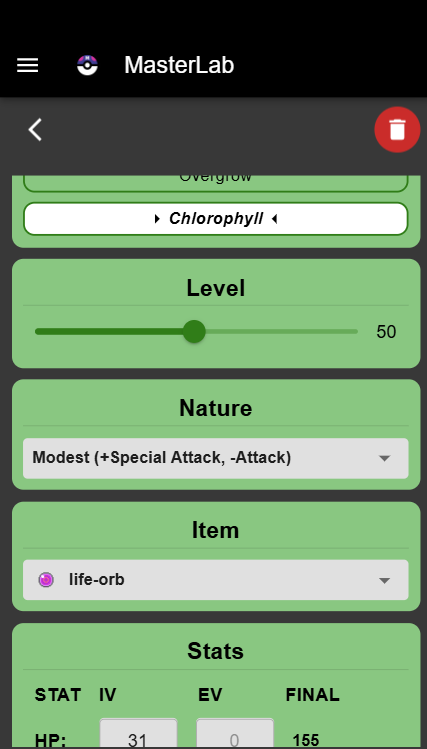 MasterLab
Overgrow
Chlorophyll
Level
50
Nature
Modest (+Special Attack, -Attack)
Item
life-orb
Stats
STAT IV EV FINAL
HP: 31 0 155